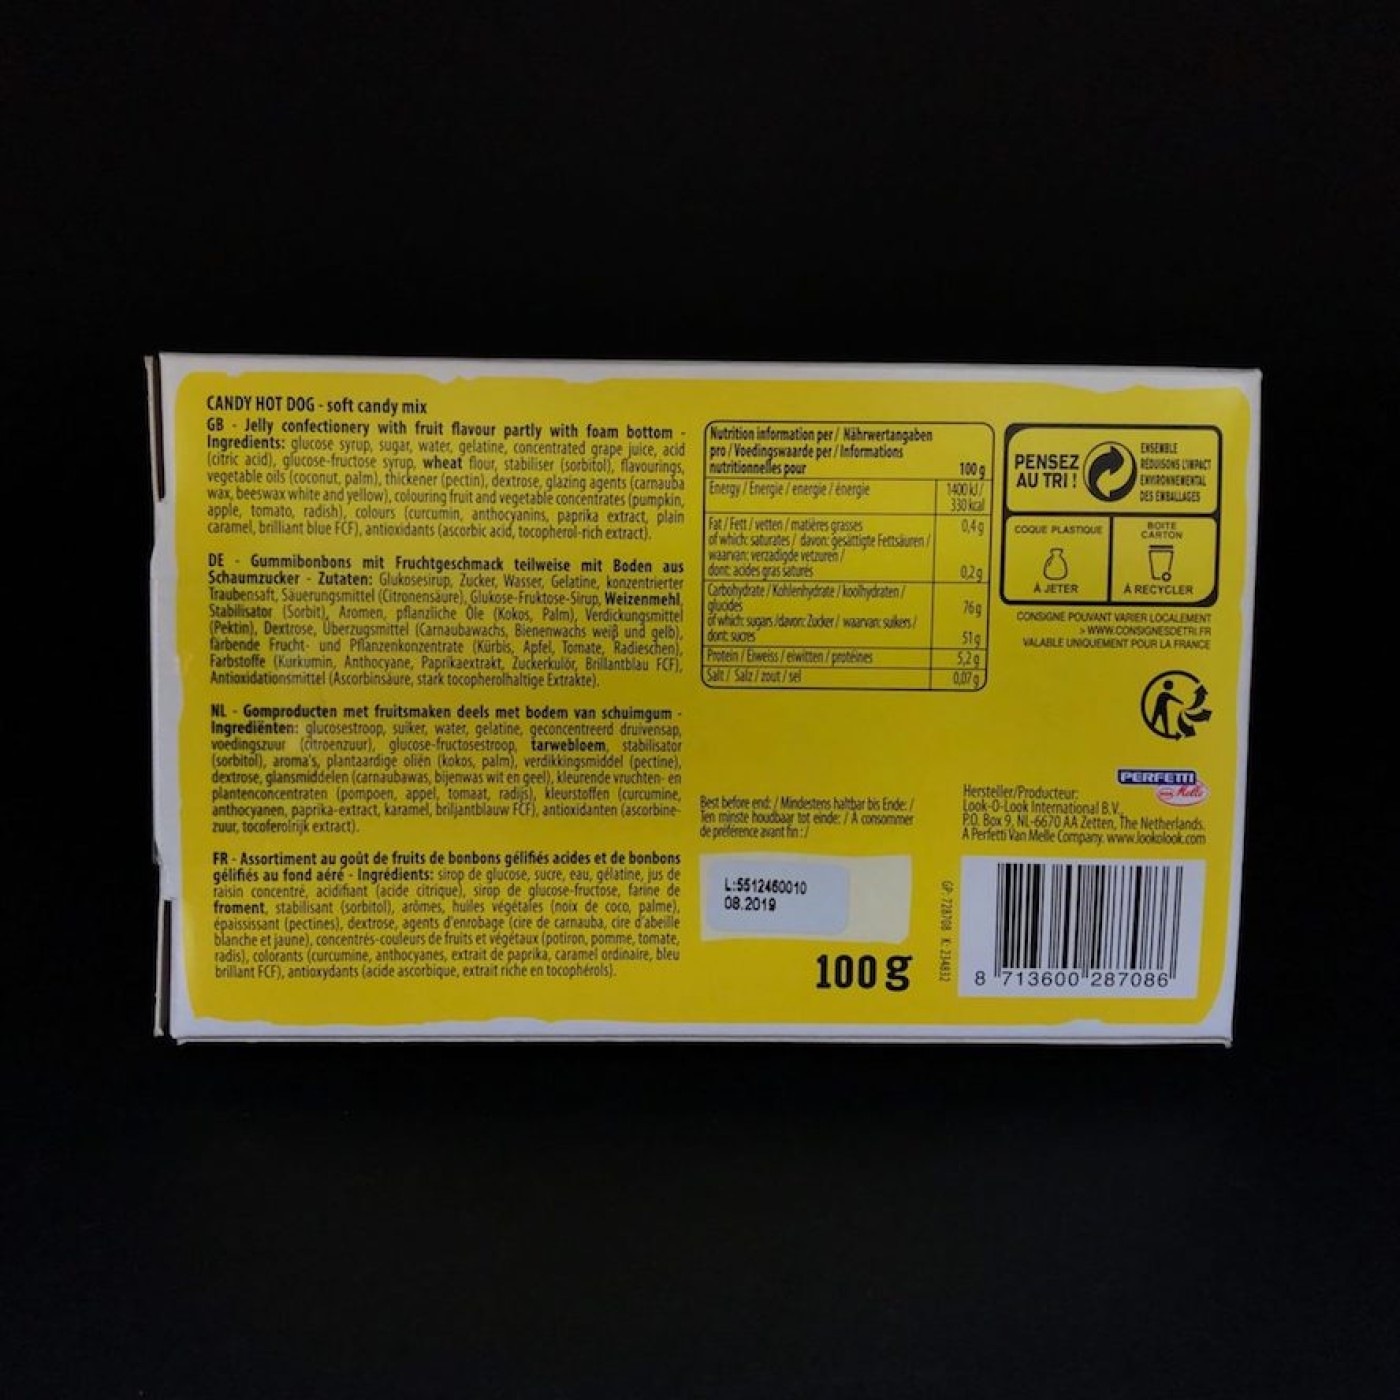 CANDY HOT DOG - soft candy mix
GB - Jelly confectionery with fruit flavour partly with foam bottom -
Ingredients: glucose syrup, sugar, water, gelatine, concentrated grape juice, acid
(citric acid), glucose-fructose syrup, wheat flour, stabiliser (sorbitol), flavourings,
vegetable oils (coconut, palm), thickener (pectin), dextrose, glazing agents (carnauba
wax, beeswax white and yellow), colouring fruit and vegetable concentrates (pumpkin,
apple, tomato, radish), colours (curcumin, anthocyanins, paprika extract, plain
caramel, brilliant blue FCF), antioxidants (ascorbic acid, tocopherol-rich extract).
DE - Gummibonbons mit Fruchtgeschmack teilweise mit Boden aus
Schaumzucker - Zutaten: Glukosesirup, Zucker, Wasser, Gelatine, konzentrierter
Traubensaft, Säuerungsmittel (Citronensäure), Glukose-Fruktose-Sirup, Weizenmehl,
Stabilisator (Sorbit), Aromen, pflanzliche Öle (Kokos, Palm), Verdickungsmittel
(Pektin), Dextrose, Überzugsmittel (Carnaubawachs, Bienenwachs weiß und gelb),
färbende Frucht- und Pflanzenkonzentrate (Kürbis, Apfel, Tomate, Radieschen),
Farbstoffe (Kurkumin, Anthocyane, Paprikaextrakt, Zuckerkulör, Brillantblau FCF),
Antioxidationsmittel (Ascorbinsäure, stark tocopherolhaltige Extrakte).
NL - Gomproducten met fruitsmaken deels met bodem van schuimgum -
Ingrediënten: glucosestroop, suiker, water, gelatine, geconcentreerd druivensap,
voedingszuur (citroenzuur), glucose-fructosestroop, tarwebloem, stabilisator
(sorbitol), aroma's, plantaardige oliën (kokos, palm), verdikkingsmiddel (pectine),
dextrose, glansmiddelen (carnaubawas, bijenwas wit en geel), kleurende vruchten- en
plantenconcentraten (pompoen, appel, tomaat, radijs), kleurstoffen (curcumine,
anthocyanen, paprika-extract, karamel, briljantblauw FCF), antioxidanten (ascorbine-
zuur, tocoferolrijk extract).
FR - Assortiment au goût de fruits de bonbons gélifiés acides et de bonbons
gélifiés au fond aéré - Ingrédients: sirop de glucose, sucre, eau, gélatine, jus de
raisin concentré, acidifiant (acide citrique), sirop de glucose-fructose, farine de
froment, stabilisant (sorbitol), arômes, huiles végétales (noix de coco, palme),
épaississant (pectines), dextrose, agents d'enrobage (cire de carnauba, cire d'abeille
blanche et jaune), concentrés-couleurs de fruits et végétaux (potiron, pomme, tomate,
radis), colorants (curcumine, anthocyanes, extrait de paprika, caramel ordinaire, bleu
brillant FCF), antioxydants (acide ascorbique, extrait riche en tocophérols).
Nutrition information per / Nährwertangaben
pro / Voedingswaarde per / Informations
nutritionnelles pour 100 g
Energy / Energie / energie / énergie 1400 kJ /
330 kcal
Fat / Fett / vetten / matières grasses 0,4 g
of which: saturates / davon: gesättigte Fettsäuren /
waarvan: verzadigde vetzuren /
dont: acides gras saturés 0,2 g
Carbohydrate / Kohlenhydrate / koolhydraten /
glucides 76 g
of which: sugars /davon: Zucker / waarvan: suikers /
dont: sucres 51 g
Protein / Eiweiss / eiwitten / protéines 5,2 g
Salt / Salz / zout / sel 0,07 g
PENSEZ
AU TRI !
ENSEMBLE
RÉDUISONS L'IMPACT
ENVIRONNEMENTAL
DES EMBALLAGES
COQUE PLASTIQUE
À JETER
BOITE
CARTON
À RECYCLER
CONSIGNE POUVANT VARIER LOCALEMENT
> WWW.CONSIGNESDETRI.FR
VALABLE UNIQUEMENT POUR LA FRANCE
PERFETTI
van Melle
Hersteller/Producteur:
Look-O-Look International B.V.,
P.O. Box 9, NL-6670 AA Zetten, The Netherlands.
A Perfetti Van Melle Company. www.lookolook.com
Best before end: / Mindestens haltbar bis Ende: /
Ten minste houdbaar tot einde: / A consommer
de préférence avant fin : /
L:5512460010
08.2019
100 g
GP: 728708 K: 234832
8 713600 287086